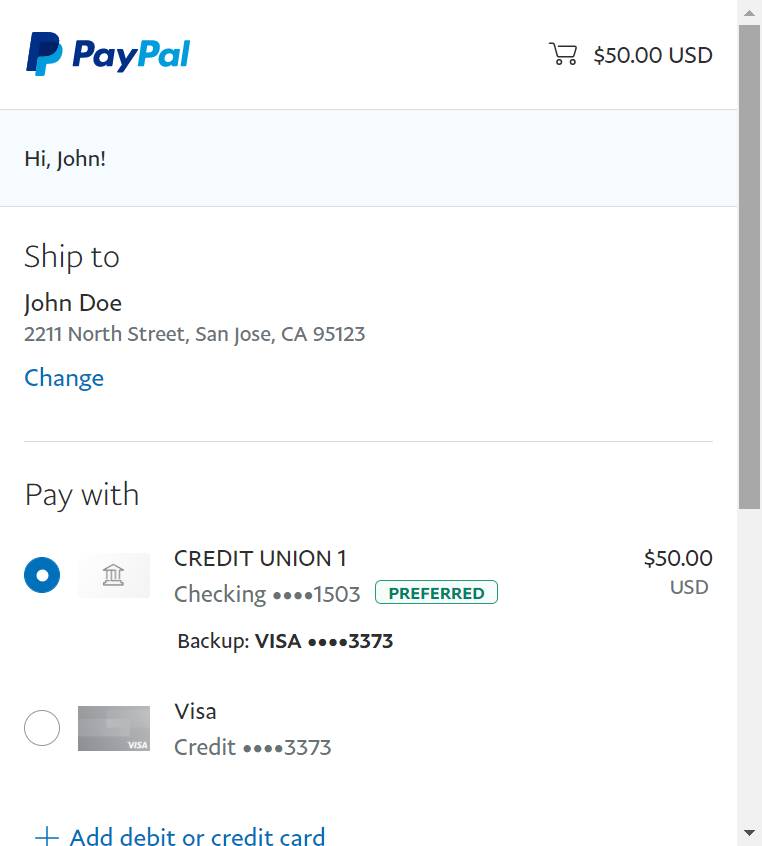 PayPal
$50.00 USD
Hi, John!
Ship to
John Doe
2211 North Street, San Jose, CA 95123
Change
Pay with
CREDIT UNION 1
$50.00
Checking ••••1503 PREFERRED
USD
Backup: VISA ••••3373
Visa
VISA
Credit ••••3373
+ Add debit or credit card